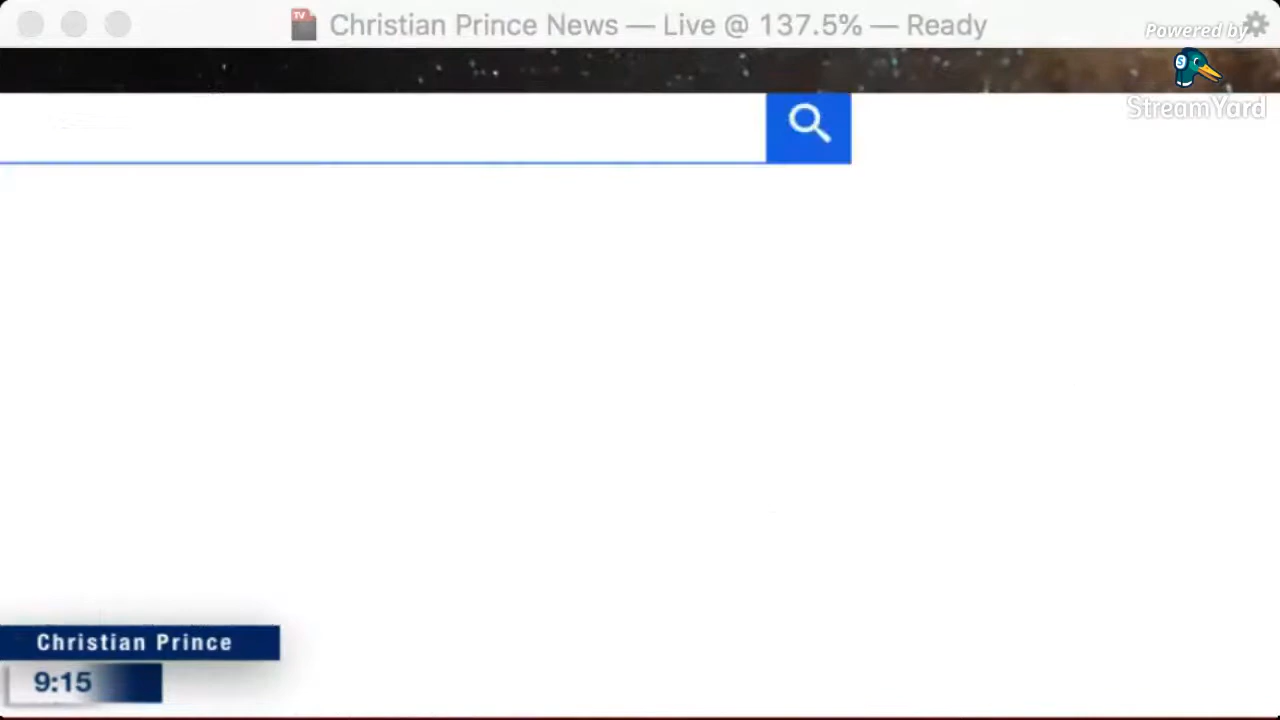 Christian Prince News — Live @ 137.5% — Ready
Powered by
StreamYard
Christian Prince
9:15